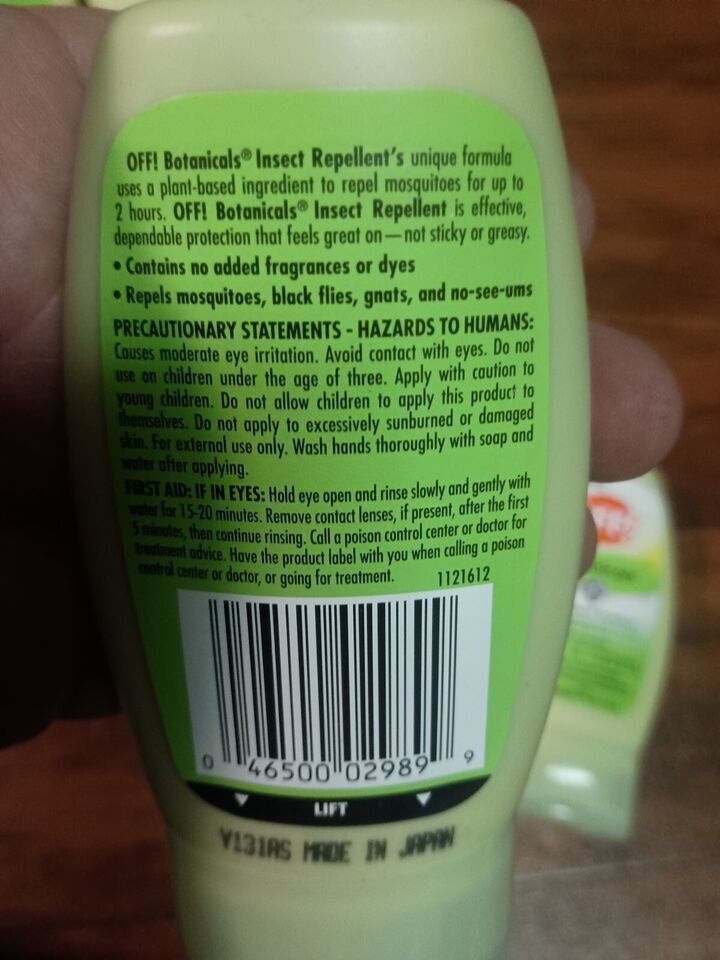 OFF! Botanicals® Insect Repellent's unique formula
uses a plant-based ingredient to repel mosquitoes for up to
2 hours. OFF! Botanicals® Insect Repellent is effective,
dependable protection that feels great on — not sticky or greasy.
• Contains no added fragrances or dyes
• Repels mosquitoes, black flies, gnats, and no-see-ums
PRECAUTIONARY STATEMENTS - HAZARDS TO HUMANS:
Causes moderate eye irritation. Avoid contact with eyes. Do not
use on children under the age of three. Apply with caution to
young children. Do not allow children to apply this product to
themselves. Do not apply to excessively sunburned or damaged
skin. For external use only. Wash hands thoroughly with soap and
water after applying.
FIRST AID: IF IN EYES: Hold eye open and rinse slowly and gently with
water for 15-20 minutes. Remove contact lenses, if present, after the first
5 minutes, then continue rinsing. Call a poison control center or doctor for
treatment advice. Have the product label with you when calling a poison
control center or doctor, or going for treatment. 1121612
0 46500 02989 9
LIFT
Y131AS MADE IN JAPAN